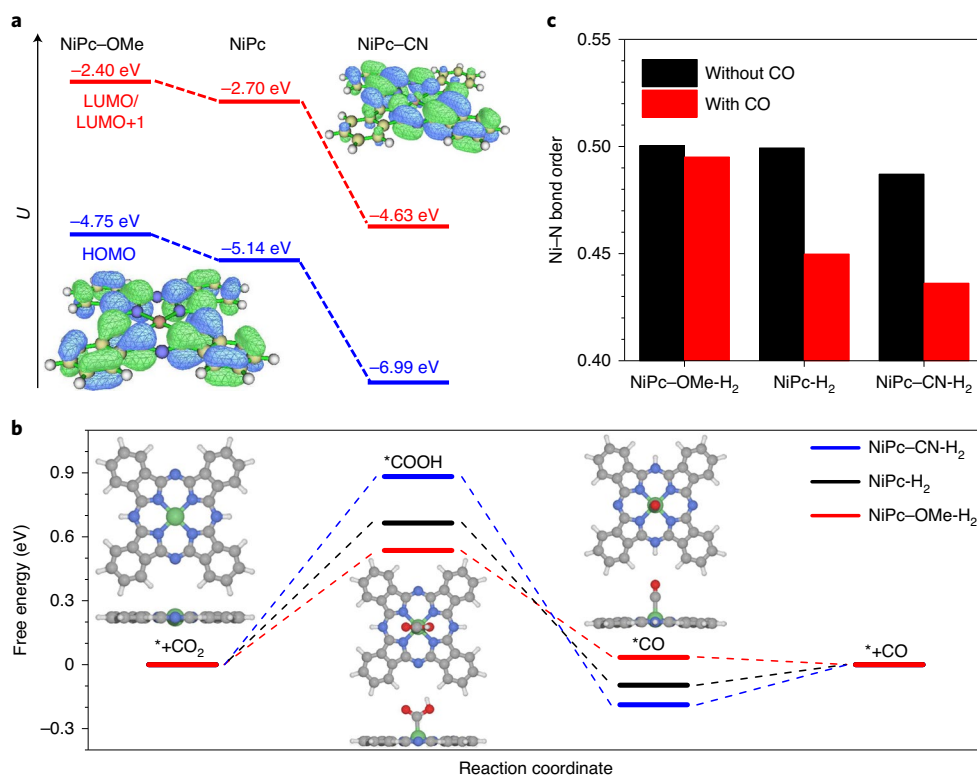 a
NiPc–OMe
NiPc
NiPc–CN
–2.40 eV
–2.70 eV
LUMO/
LUMO+1
–4.63 eV
U
–4.75 eV
–5.14 eV
HOMO
–6.99 eV
c
0.55
0.50
0.45
0.40
Ni–N bond order
Without CO
With CO
NiPc–OMe-H₂
NiPc-H₂
NiPc–CN-H₂
b
0.9
0.6
0.3
0
–0.3
Free energy (eV)
*+CO₂
*COOH
*CO
*+CO
NiPc–CN-H₂
NiPc-H₂
NiPc–OMe-H₂
Reaction coordinate